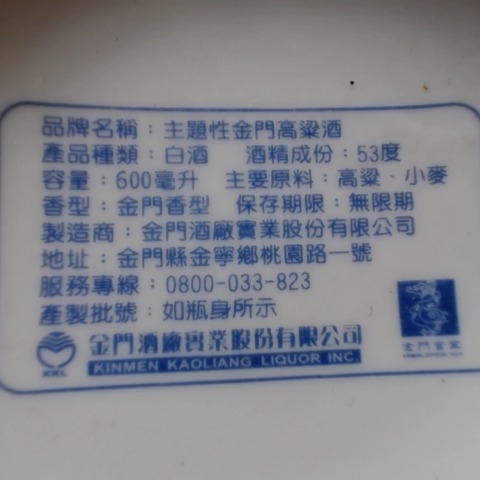 品牌名稱：主題性金門高粱酒
產品種類：白酒 酒精成份：53度
容量：600毫升 主要原料：高粱、小麥
香型：金門香型 保存期限：無限期
製造商：金門酒廠實業股份有限公司
地址：金門縣金寧鄉桃園路一號
服務專線：0800-033-823
產製批號：如瓶身所示
金門酒廠實業股份有限公司
KINMEN KAOLIANG LIQUOR INC.
KKL
金門官窯